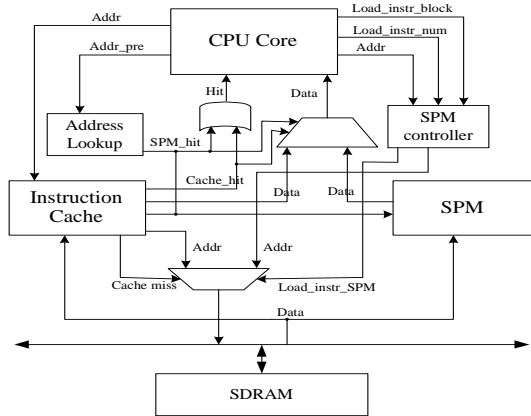 Addr
Load_instr_block
Addr_pre
CPU Core
Load_instr_num
Addr
Hit
Data
Address
Lookup
SPM
controller
SPM_hit
Cache_hit
Instruction
Cache
Data
Data
SPM
Addr
Addr
Cache miss
Load_instr_SPM
Data
SDRAM